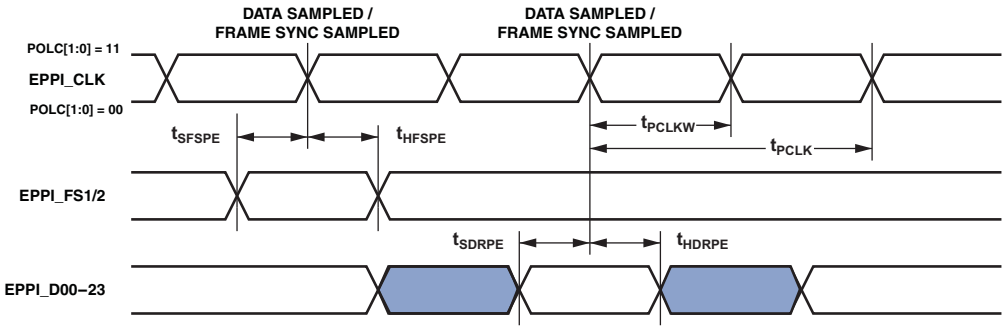 DATA SAMPLED /
FRAME SYNC SAMPLED
DATA SAMPLED /
FRAME SYNC SAMPLED
POLC[1:0] = 11
EPPI_CLK
POLC[1:0] = 00
tSFSPE
tHFSPE
tPCLKW
tPCLK
EPPI_FS1/2
tSDRPE
tHDRPE
EPPI_D00–23